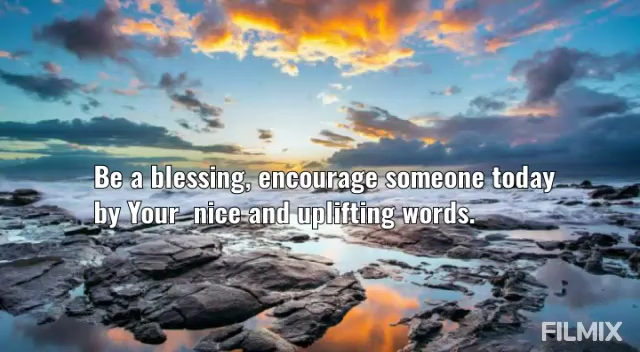 Be a blessing, encourage someone today
by Your nice and uplifting words.
FILMIX